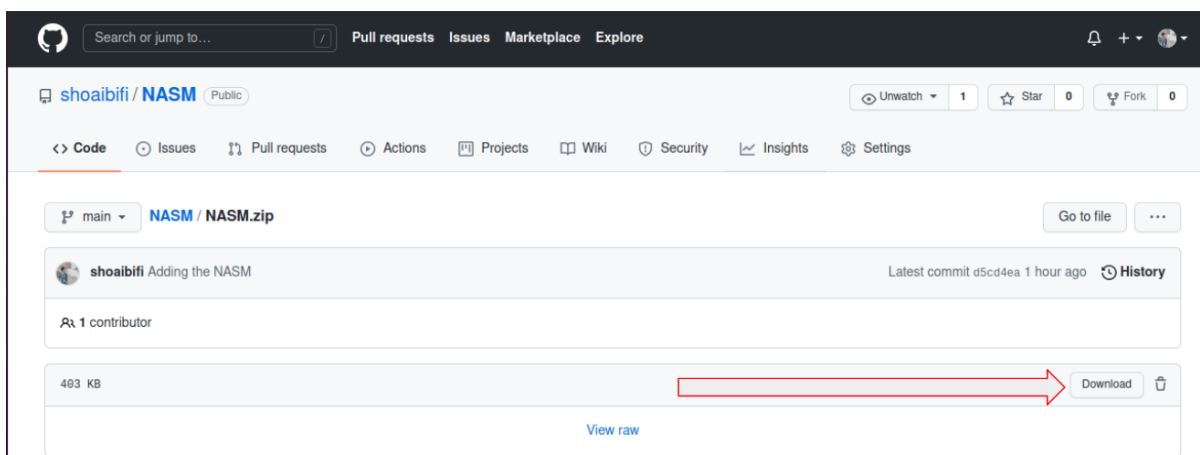 Search or jump to... / Pull requests Issues Marketplace Explore
shoaibifi / NASM Public Unwatch 1 Star 0 Fork 0
<> Code Issues Pull requests Actions Projects Wiki Security Insights Settings
main NASM / NASM.zip Go to file ...
shoaibifi Adding the NASM Latest commit d5cd4ea 1 hour ago History
1 contributor
403 KB Download
View raw